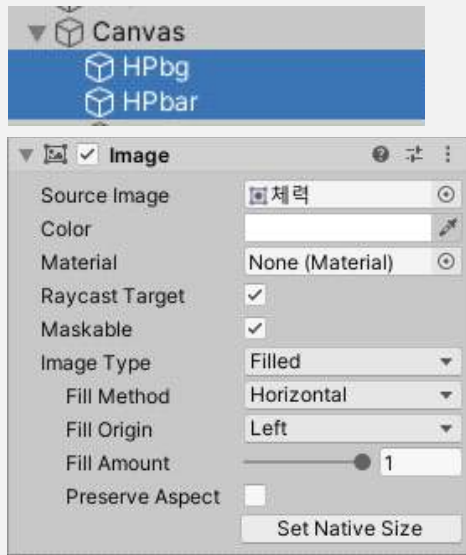 Canvas
HPbg
HPbar
Image
Source Image 체력
Color
Material None (Material)
Raycast Target
Maskable
Image Type Filled
Fill Method Horizontal
Fill Origin Left
Fill Amount 1
Preserve Aspect
Set Native Size